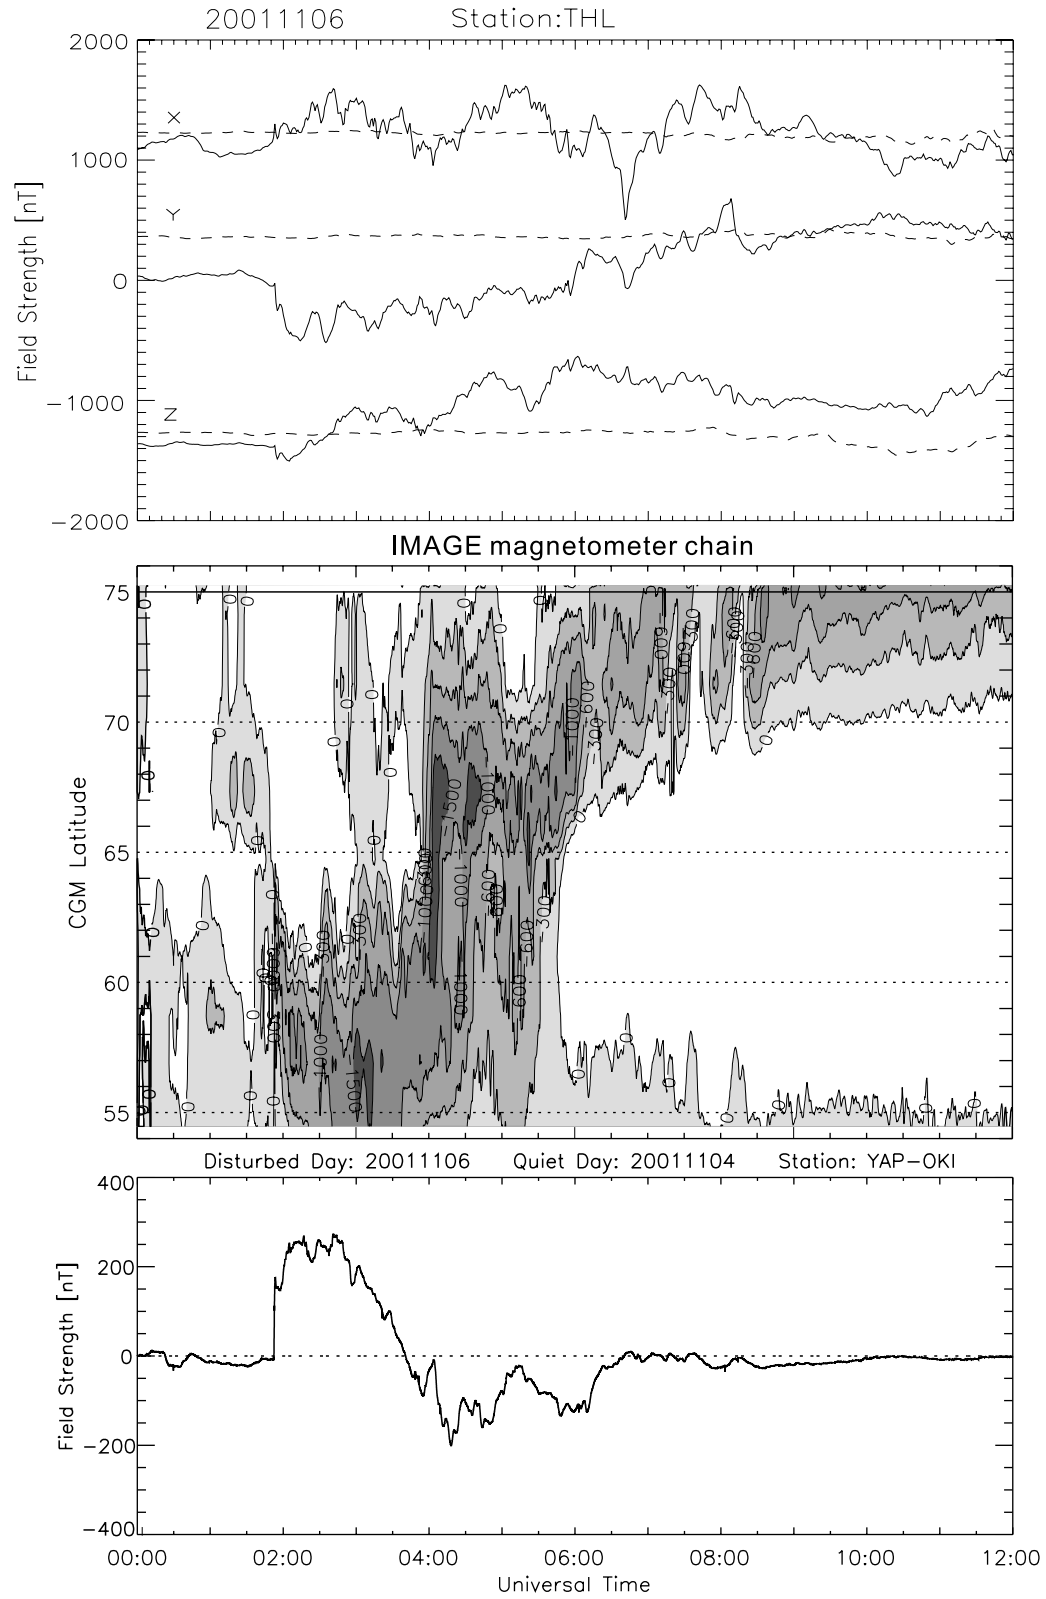 20011106 Station:THL
2000
X
1000
Y
0
Z
−1000
−2000
Field Strength [nT]
IMAGE magnetometer chain
75
70
65
60
55
CGM Latitude
Disturbed Day: 20011106 Quiet Day: 20011104 Station: YAP−OKI
400
200
0
−200
−400
Field Strength [nT]
00:00 02:00 04:00 06:00 08:00 10:00 12:00
Universal Time